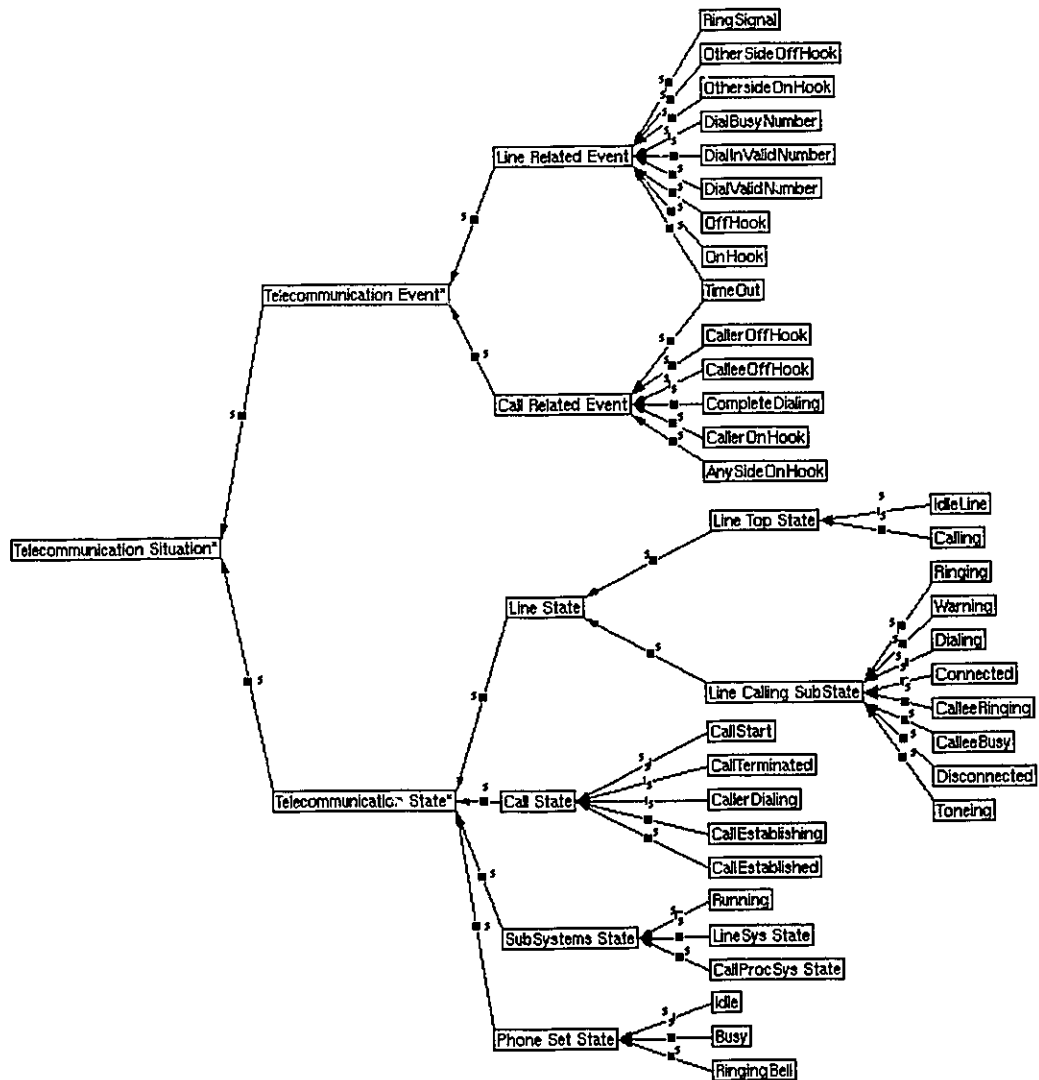 RingSignal
OtherSideOffHook
OthersideOnHook
DialBusyNumber
Line Related Event
DialInValidNumber
DialValidNumber
OffHook
OnHook
Telecommunication Event*
TimeOut
CallerOffHook
CalleeOffHook
Call Related Event
CompleteDialing
CallerOnHook
AnySideOnHook
IdleLine
Line Top State
Calling
Telecommunication Situation*
Ringing
Line State
Warning
Dialing
Connected
Line Calling SubState
CalleeRinging
CallStart
CalleeBusy
CallTerminated
Disconnected
Telecommunication State*
Call State
CallerDialing
Toneing
CallEstablishing
CallEstablished
Running
SubSystems State
LineSys State
CallProcSys State
Idle
Phone Set State
Busy
RingingBell